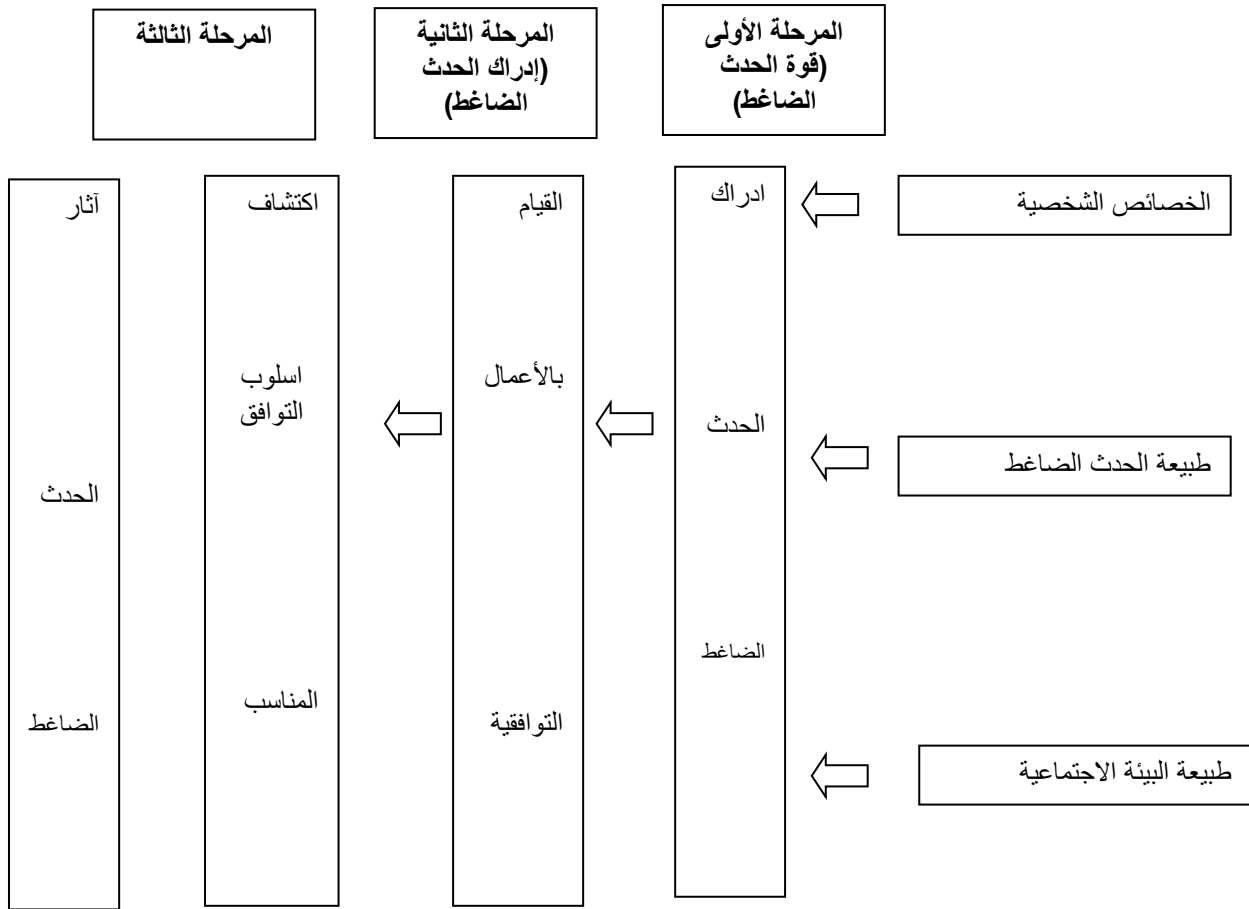 المرحلة الأولى
(قوة الحدث
الضاغط)
المرحلة الثانية
(إدراك الحدث
الضاغط)
المرحلة الثالثة
الخصائص الشخصية
طبيعة الحدث الضاغط
طبيعة البيئة الاجتماعية
ادراك
الحدث
الضاغط
القيام
بالأعمال
التوافقية
اكتشاف
اسلوب
التوافق
المناسب
آثار
الحدث
الضاغط